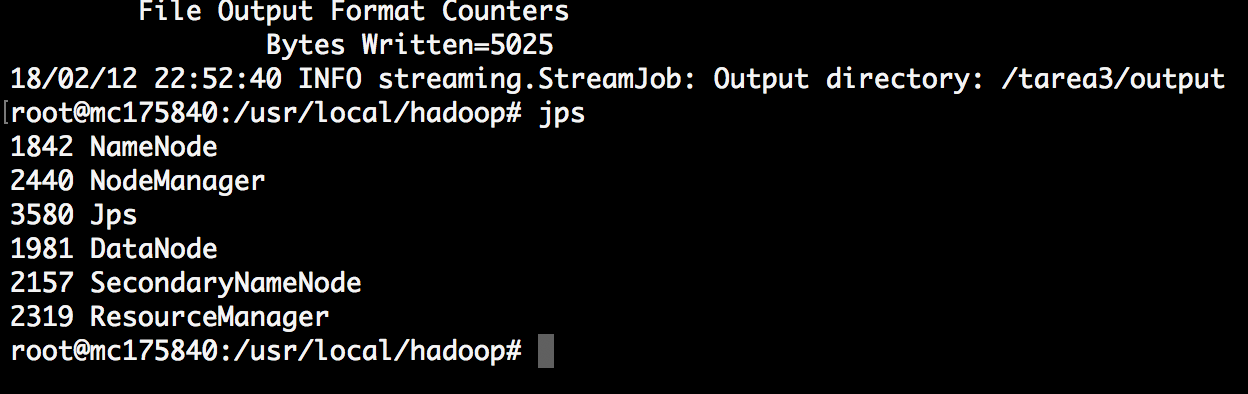 File Output Format Counters
Bytes Written=5025
18/02/12 22:52:40 INFO streaming.StreamJob: Output directory: /tarea3/output
[root@mc175840:/usr/local/hadoop# jps
1842 NameNode
2440 NodeManager
3580 Jps
1981 DataNode
2157 SecondaryNameNode
2319 ResourceManager
root@mc175840:/usr/local/hadoop#